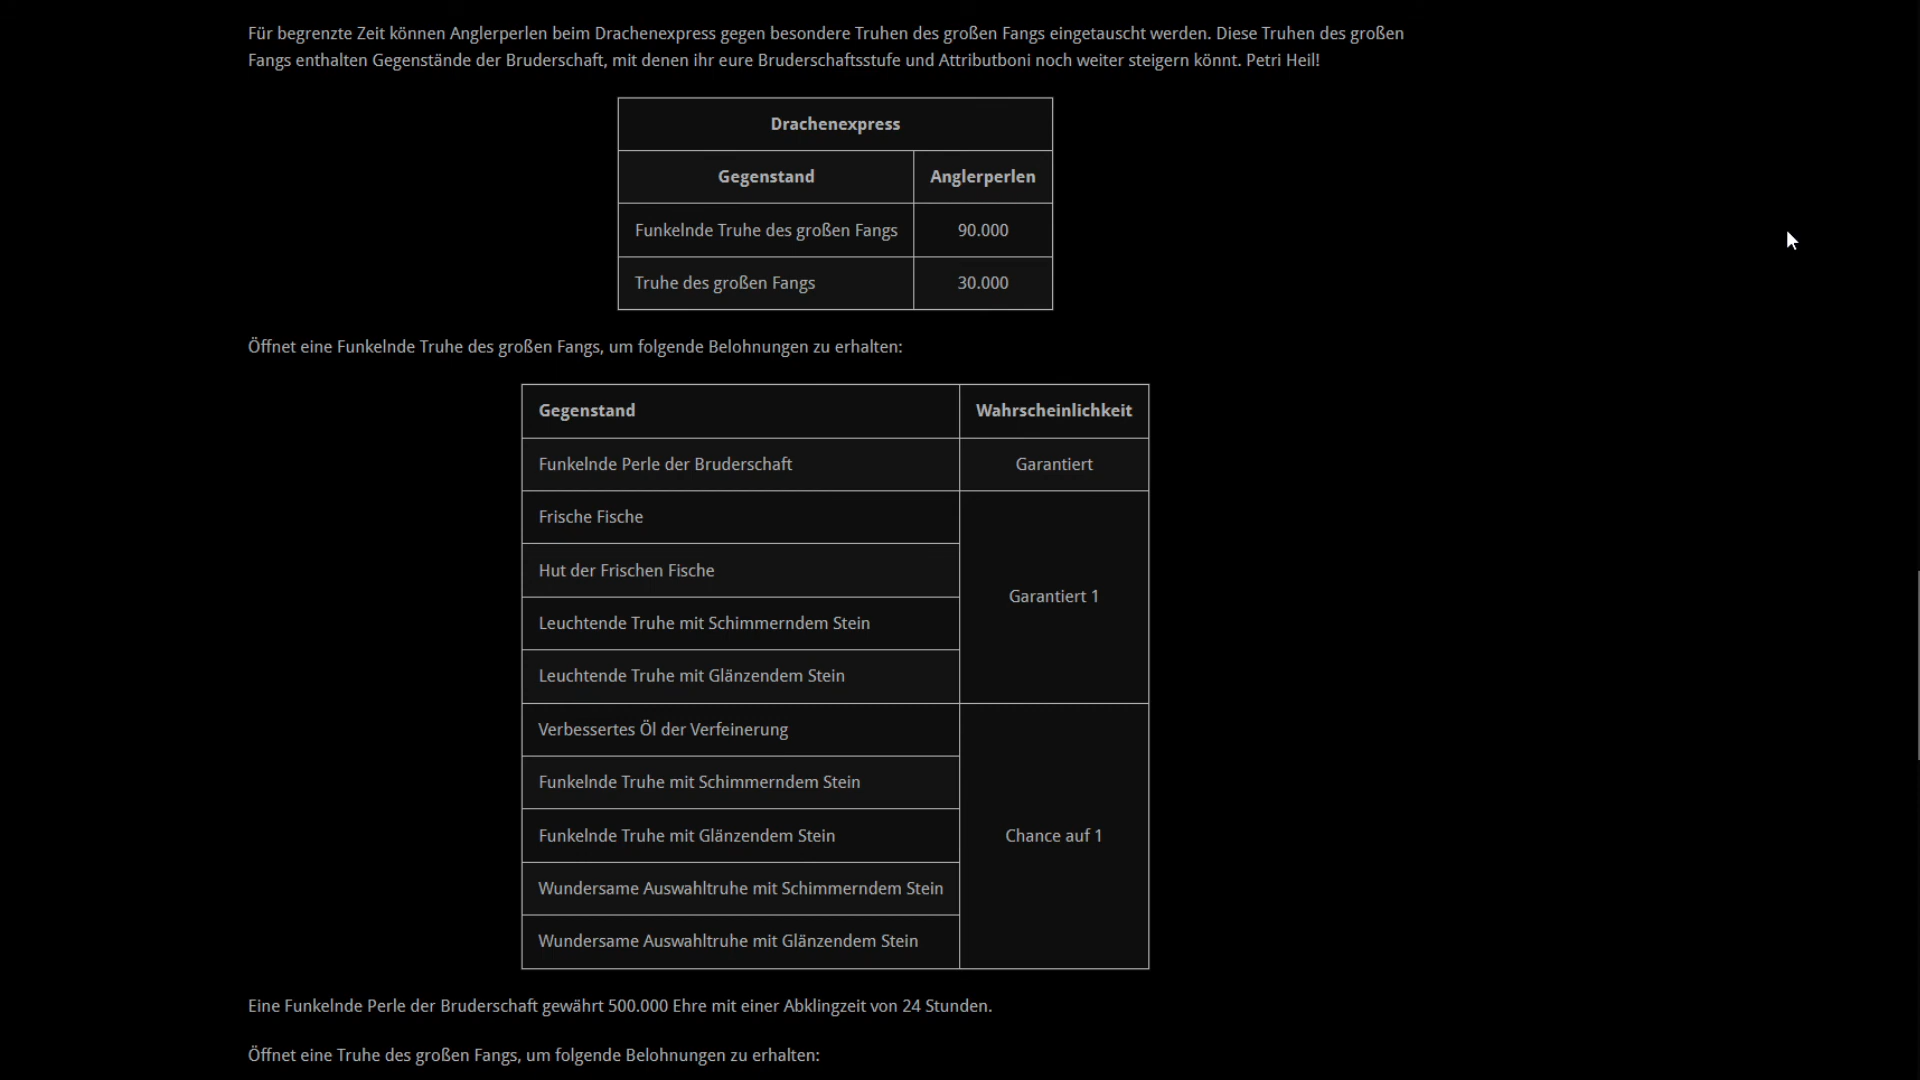 Für begrenzte Zeit können Anglerperlen beim Drachenexpress gegen besondere Truhen des großen Fangs eingetauscht werden. Diese Truhen des großen
Fangs enthalten Gegenstände der Bruderschaft, mit denen ihr eure Bruderschaftsstufe und Attributboni noch weiter steigern könnt. Petri Heil!
Drachenexpress
Gegenstand Anglerperlen
Funkelnde Truhe des großen Fangs 90.000
Truhe des großen Fangs 30.000
Öffnet eine Funkelnde Truhe des großen Fangs, um folgende Belohnungen zu erhalten:
Gegenstand Wahrscheinlichkeit
Funkelnde Perle der Bruderschaft Garantiert
Frische Fische
Hut der Frischen Fische
Garantiert 1
Leuchtende Truhe mit Schimmerndem Stein
Leuchtende Truhe mit Glänzendem Stein
Verbessertes Öl der Verfeinerung
Funkelnde Truhe mit Schimmerndem Stein
Funkelnde Truhe mit Glänzendem Stein Chance auf 1
Wundersame Auswahltruhe mit Schimmerndem Stein
Wundersame Auswahltruhe mit Glänzendem Stein
Eine Funkelnde Perle der Bruderschaft gewährt 500.000 Ehre mit einer Abklingzeit von 24 Stunden.
Öffnet eine Truhe des großen Fangs, um folgende Belohnungen zu erhalten: